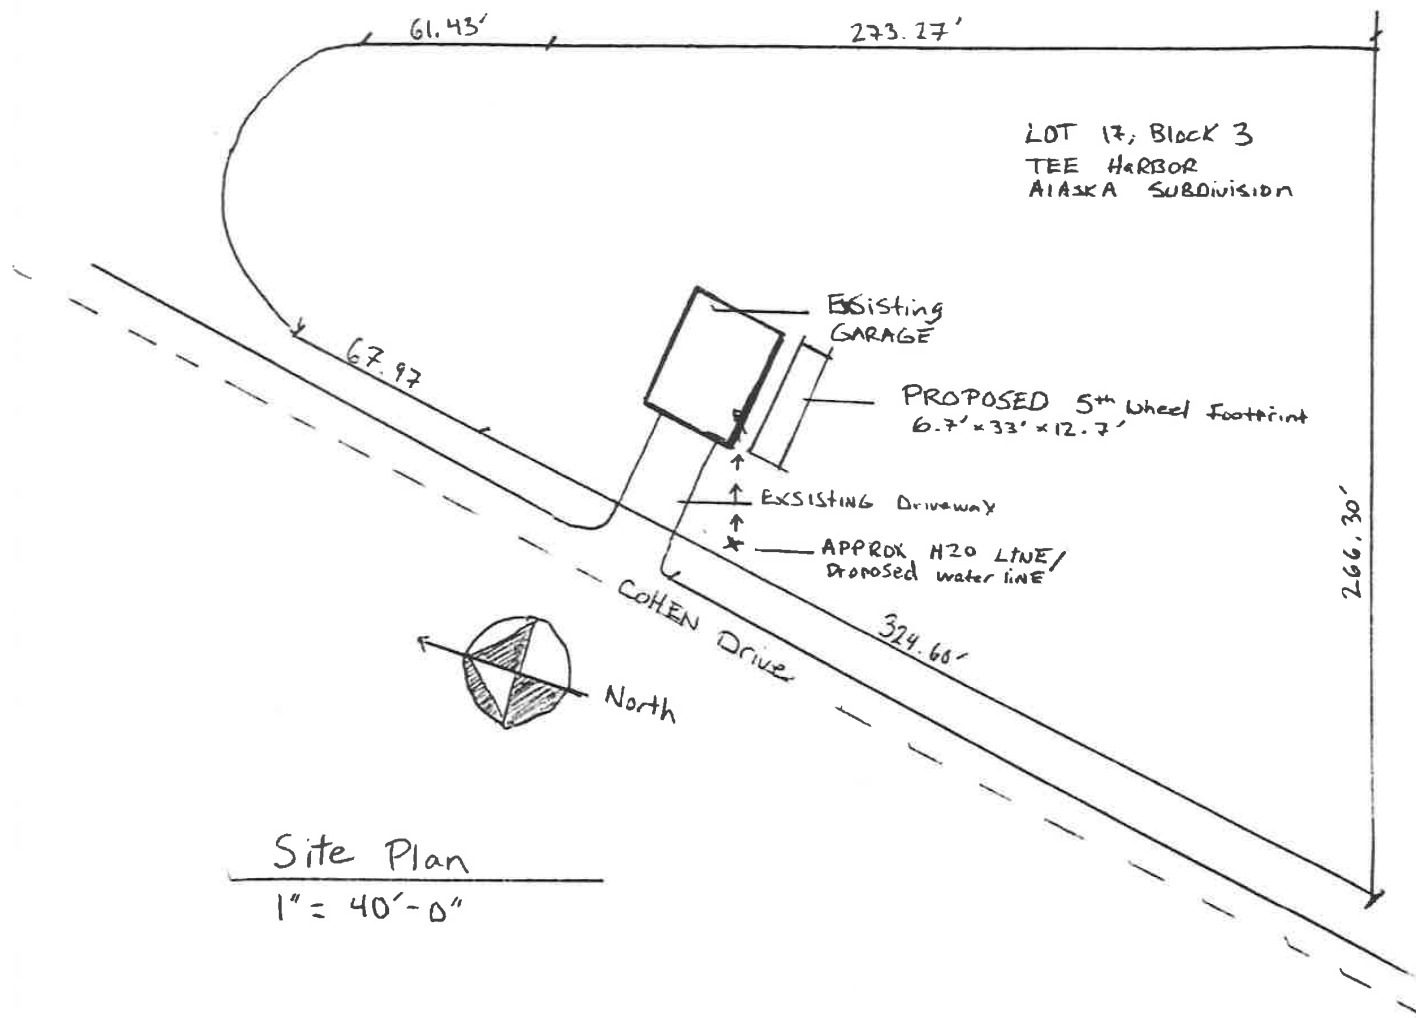 61.43′
273.27′
LOT 17, Block 3
TEE HARBOR
AlASKA SUBDivision
EXSisting
GARAGE
67.97
PROPOSED 5th wheel Footprint
6.7′ × 33′ × 12.7′
EXSISTING Driveway
APPROX H2O LINE/
Proposed water liNE
266.30′
COHEN Drive
324.60′
North
Site Plan
1" = 40′-0"